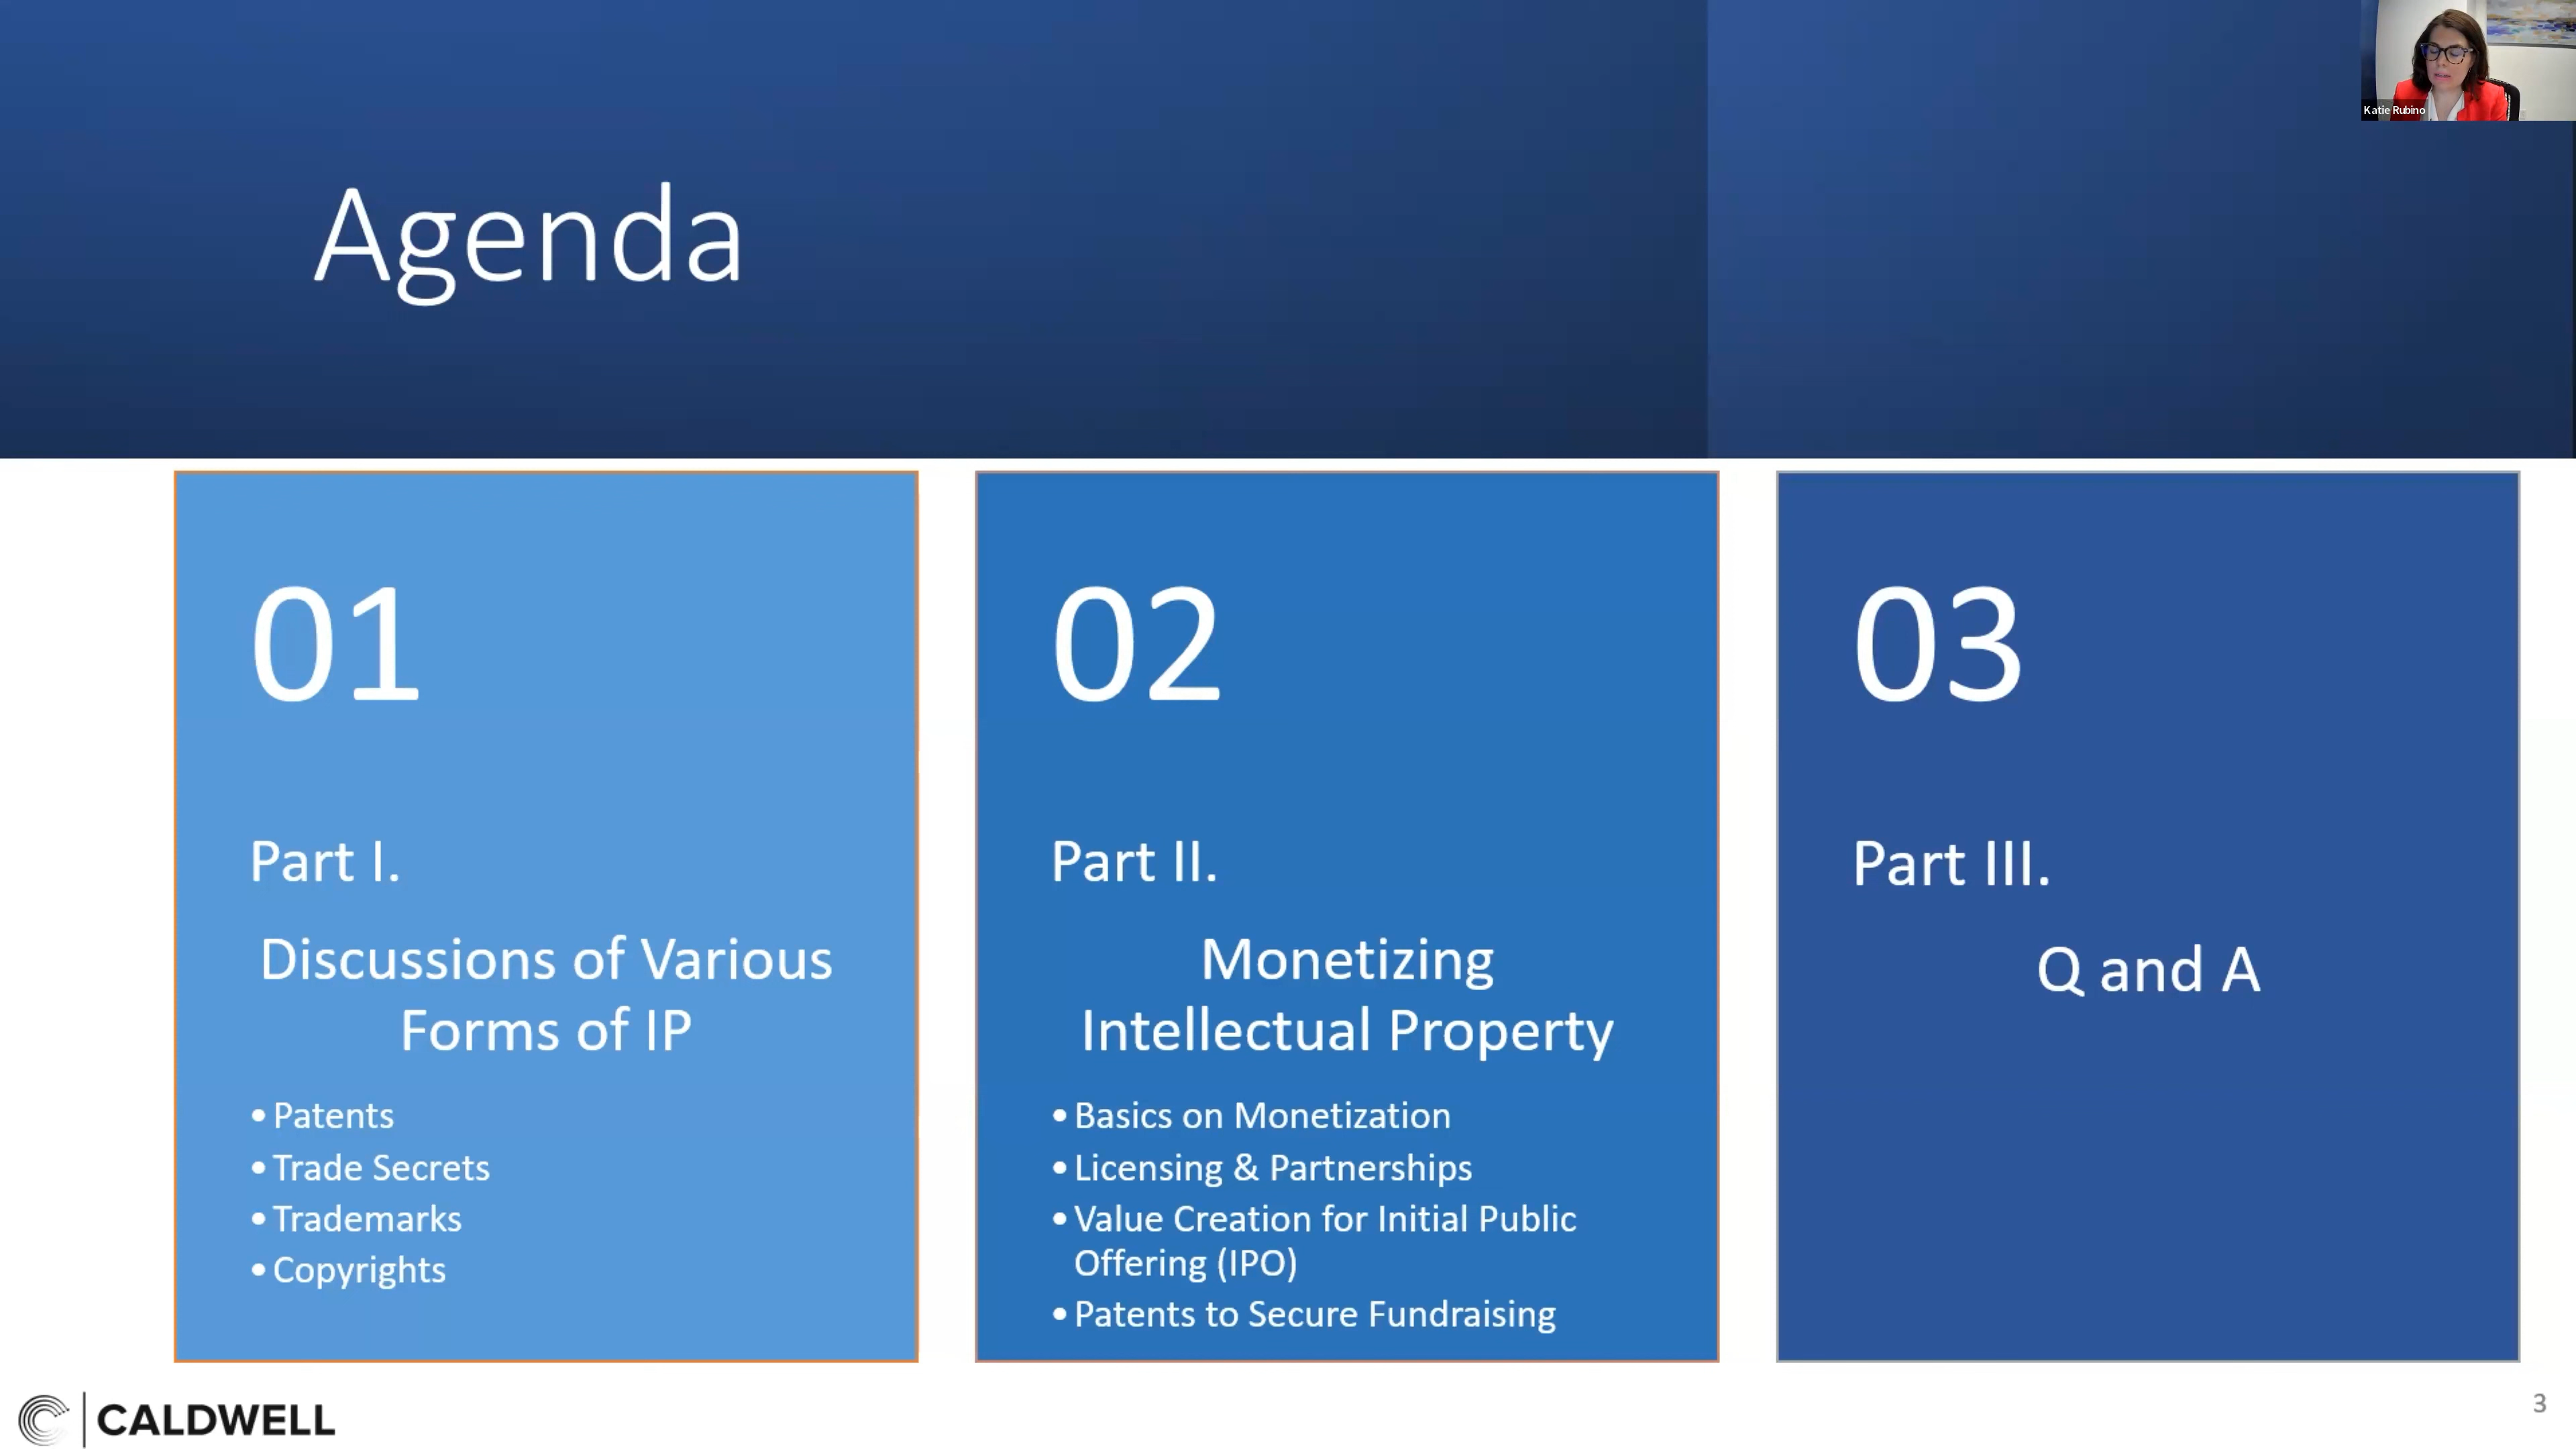 Katie Rubino
Agenda
01
Part I.
Discussions of Various
Forms of IP
• Patents
• Trade Secrets
• Trademarks
• Copyrights
02
Part II.
Monetizing
Intellectual Property
• Basics on Monetization
• Licensing & Partnerships
• Value Creation for Initial Public
Offering (IPO)
• Patents to Secure Fundraising
03
Part III.
Q and A
CALDWELL
3